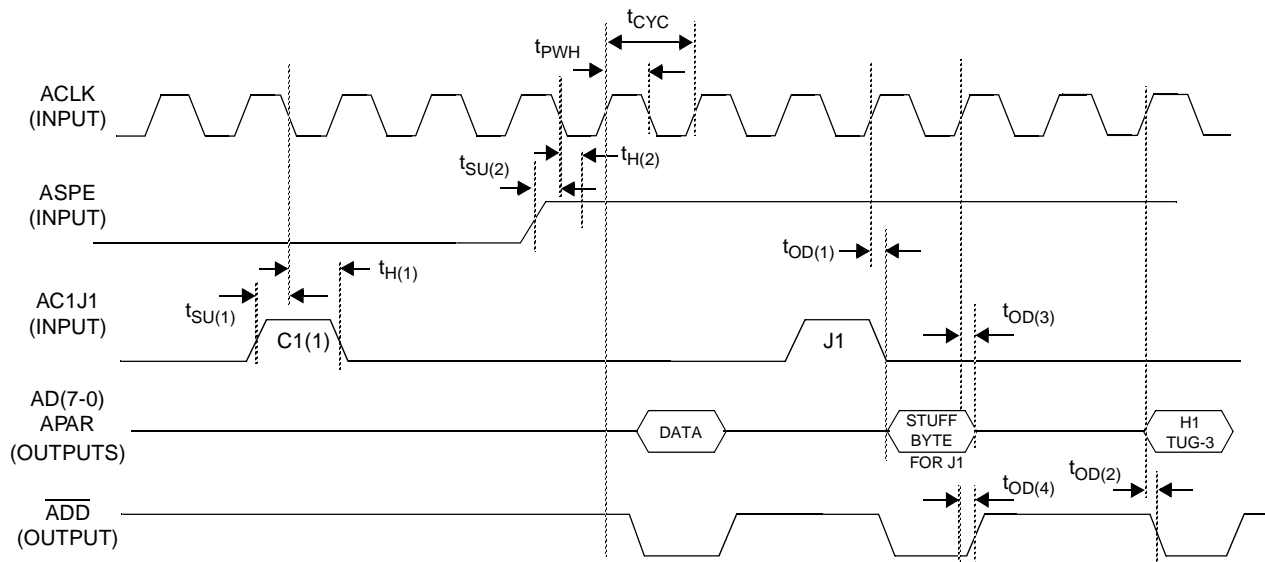 tCYC
tPWH
ACLK
(INPUT)
tSU(2)
tH(2)
ASPE
(INPUT)
tOD(1)
tH(1)
AC1J1
(INPUT)
tSU(1)
C1(1)
J1
tOD(3)
AD(7-0)
APAR
(OUTPUTS)
DATA
STUFF
BYTE
FOR J1
H1
TUG-3
tOD(4)
tOD(2)
ADD
(OUTPUT)